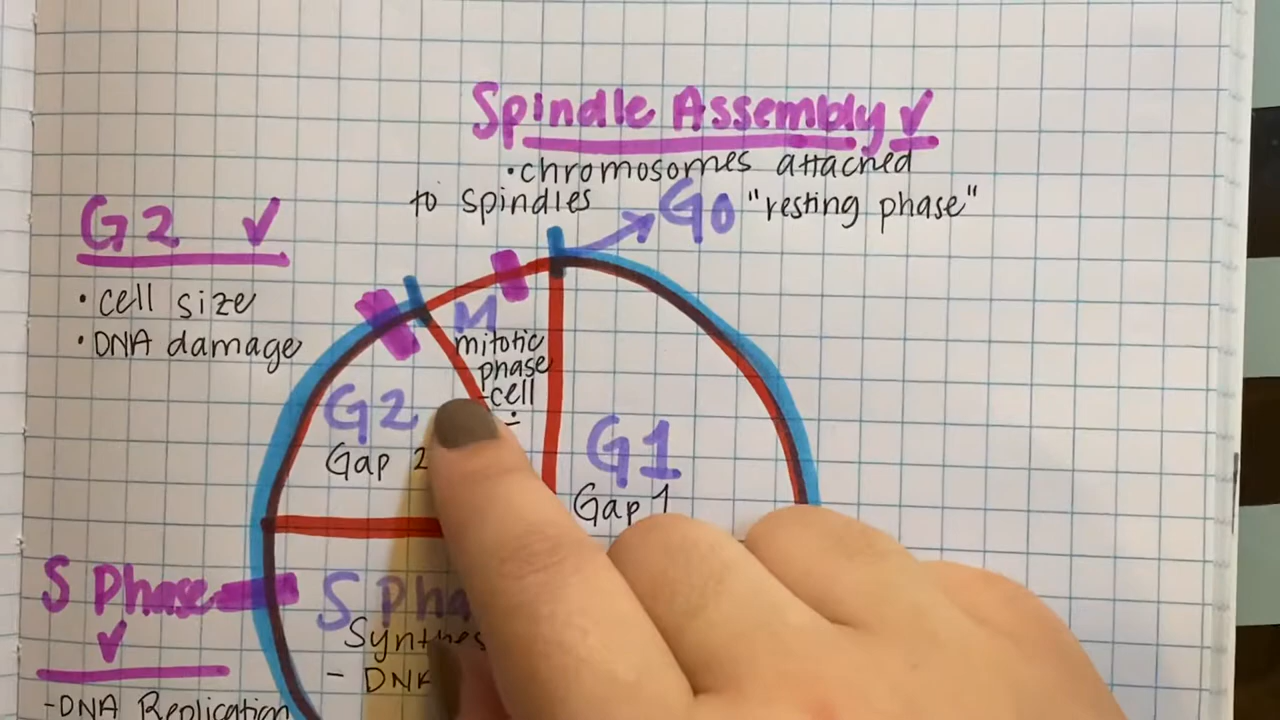 Spindle Assembly ✓
• chromosomes attached
to spindles
G0 "resting phase"
G2 ✓
• cell size
• DNA damage
M
mitotic
phase
-cell
÷
G2
Gap 2
G1
Gap 1
S Phase
✓
-DNA Replication
S Pha
Synthes
- DNA